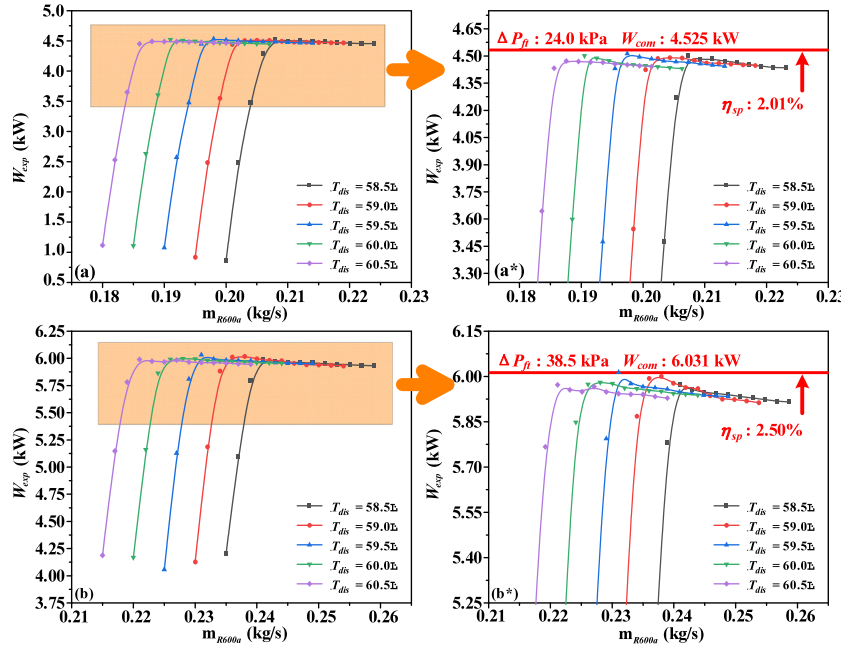 5.0
4.5
4.0
3.5
3.0
2.5
2.0
1.5
1.0
0.5
W_exp (kW)
T_dis = 58.5
T_dis = 59.0
T_dis = 59.5
T_dis = 60.0
T_dis = 60.5
(a)
0.18 0.19 0.20 0.21 0.22 0.23
m_R600a (kg/s)
Δ P_ft : 24.0 kPa W_com : 4.525 kW
η_sp : 2.01%
4.65
4.50
4.35
4.20
4.05
3.90
3.75
3.60
3.45
3.30
W_exp (kW)
T_dis = 58.5
T_dis = 59.0
T_dis = 59.5
T_dis = 60.0
T_dis = 60.5
(a*)
0.18 0.19 0.20 0.21 0.22 0.23
m_R600a (kg/s)
6.25
6.00
5.75
5.50
5.25
5.00
4.75
4.50
4.25
4.00
3.75
W_exp (kW)
T_dis = 58.5
T_dis = 59.0
T_dis = 59.5
T_dis = 60.0
T_dis = 60.5
(b)
0.21 0.22 0.23 0.24 0.25 0.26
m_R600a (kg/s)
Δ P_ft : 38.5 kPa W_com : 6.031 kW
η_sp : 2.50%
6.15
6.00
5.85
5.70
5.55
5.40
5.25
W_exp (kW)
T_dis = 58.5
T_dis = 59.0
T_dis = 59.5
T_dis = 60.0
T_dis = 60.5
(b*)
0.21 0.22 0.23 0.24 0.25 0.26
m_R600a (kg/s)